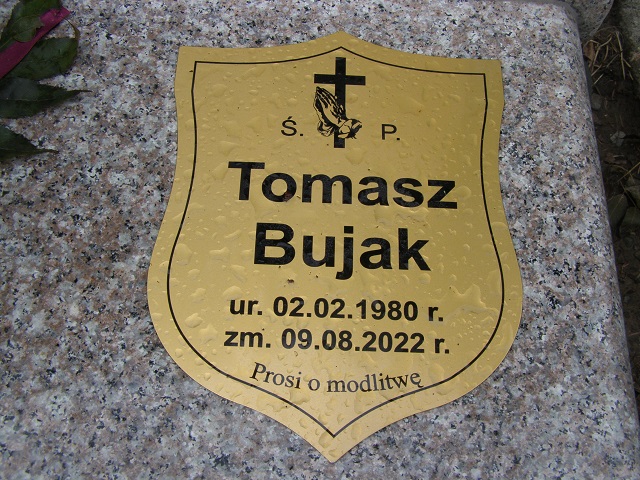 Ś. P.
Tomasz
Bujak
ur. 02.02.1980 r.
zm. 09.08.2022 r.
Prosi o modlitwę